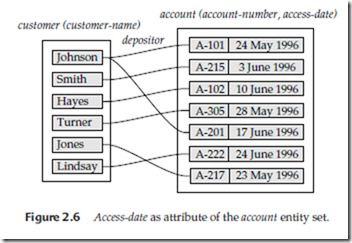 account (account-number, access-date)
customer (customer-name)
depositor
Johnson
Smith
Hayes
Turner
Jones
Lindsay
A-101 24 May 1996
A-215 3 June 1996
A-102 10 June 1996
A-305 28 May 1996
A-201 17 June 1996
A-222 24 June 1996
A-217 23 May 1996
Figure 2.6 Access-date as attribute of the account entity set.